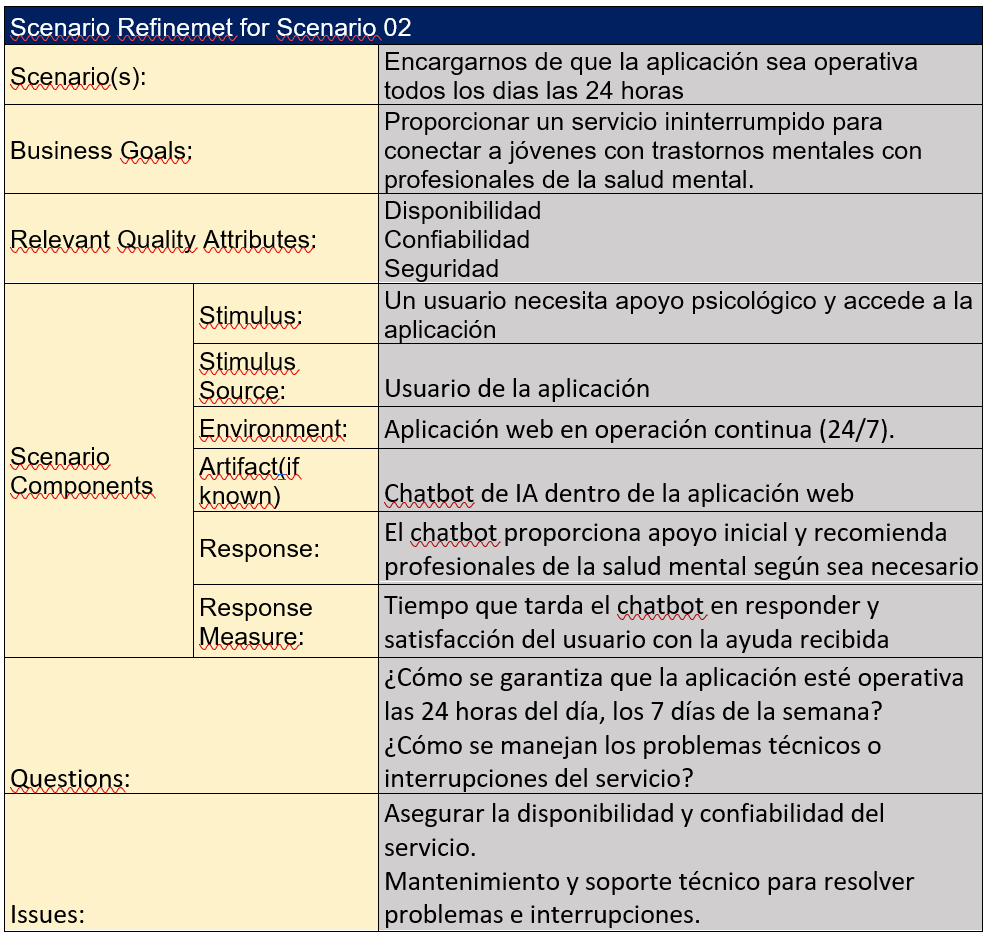 Scenario Refinemet for Scenario 02
Scenario(s):
Encargarnos de que la aplicación sea operativa
todos los dias las 24 horas
Business Goals:
Proporcionar un servicio ininterrumpido para
conectar a jóvenes con trastornos mentales con
profesionales de la salud mental.
Relevant Quality Attributes:
Disponibilidad
Confiabilidad
Seguridad
Scenario
Components
Stimulus:
Un usuario necesita apoyo psicológico y accede a la
aplicación
Stimulus
Source:
Usuario de la aplicación
Environment:
Aplicación web en operación continua (24/7).
Artifact(if
known)
Chatbot de IA dentro de la aplicación web
Response:
El chatbot proporciona apoyo inicial y recomienda
profesionales de la salud mental según sea necesario
Response
Measure:
Tiempo que tarda el chatbot en responder y
satisfacción del usuario con la ayuda recibida
Questions:
¿Cómo se garantiza que la aplicación esté operativa
las 24 horas del día, los 7 días de la semana?
¿Cómo se manejan los problemas técnicos o
interrupciones del servicio?
Issues:
Asegurar la disponibilidad y confiabilidad del
servicio.
Mantenimiento y soporte técnico para resolver
problemas e interrupciones.